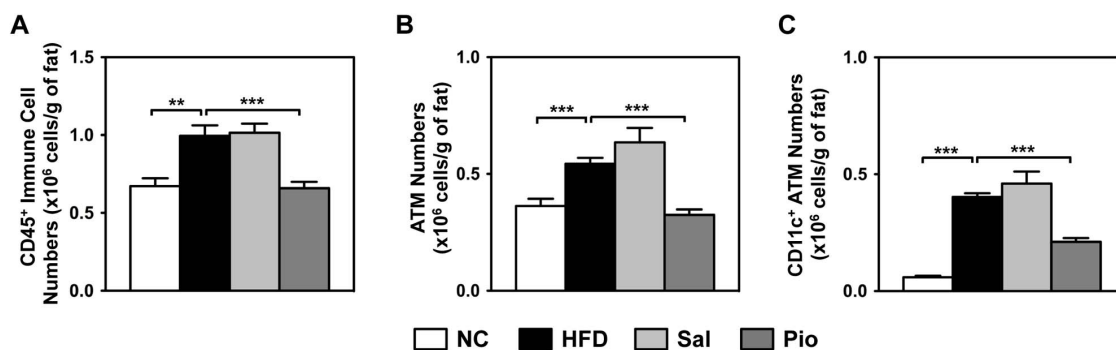 A
CD45⁺ Immune Cell
Numbers (x10⁶ cells/g of fat)
1.5
1.0
0.5
0.0
**
***
B
ATM Numbers
(x10⁶ cells/g of fat)
1.0
0.5
0.0
***
***
C
CD11c⁺ ATM Numbers
(x10⁶ cells/g of fat)
1.0
0.5
0.0
***
***
NC HFD Sal Pio